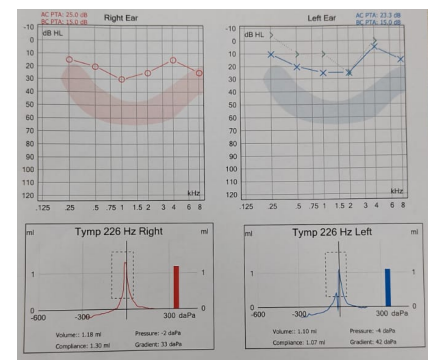 AC PTA: 25.0 dB
BC PTA: 15.0 dB
Right Ear
-10
dB HL
0
10
20
30
40
50
60
70
80
90
100
110
120
kHz
.125 .25 .5 .75 1 1.5 2 3 4 6 8
AC PTA: 23.3 dB
BC PTA: 15.0 dB
Left Ear
-10
dB HL
0
10
20
30
40
50
60
70
80
90
100
110
120
kHz
.125 .25 .5 .75 1 1.5 2 3 4 6 8
ml Tymp 226 Hz Right ml
1 1
0 0
-600 -300 300 daPa
Volume:: 1.18 ml Pressure: -2 daPa
Compliance: 1.30 ml Gradient: 33 daPa
ml Tymp 226 Hz Left ml
1 1
0 0
-600 -300 300 daPa
Volume:: 1.10 ml Pressure: -4 daPa
Compliance: 1.07 ml Gradient: 42 daPa